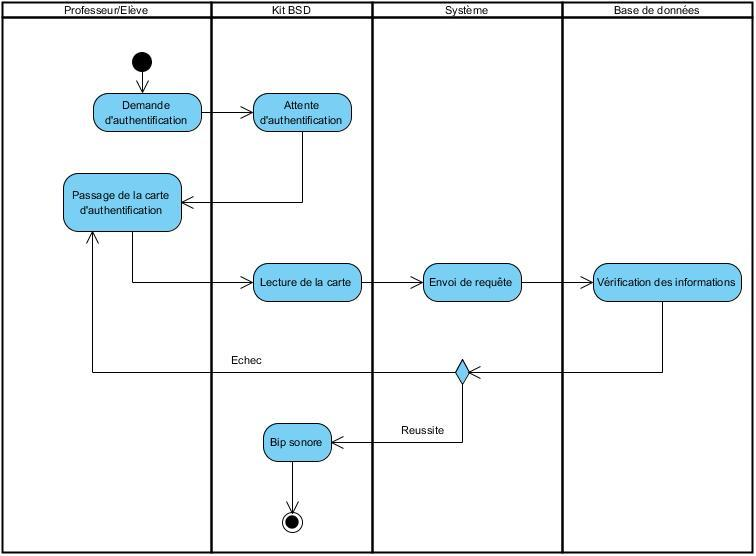 Professeur/Elève
Kit BSD
Système
Base de données
Demande
d'authentification
Attente
d'authentification
Passage de la carte
d'authentification
Lecture de la carte
Envoi de requête
Vérification des informations
Echec
Reussite
Bip sonore